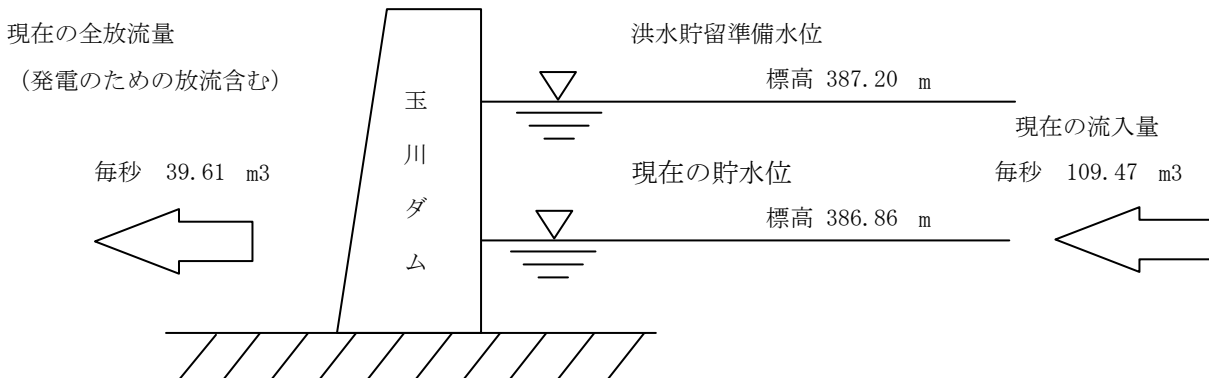 現在の全放流量
（発電のための放流含む）
毎秒 39.61 m3
玉川ダム
洪水貯留準備水位
標高 387.20 m
現在の貯水位
標高 386.86 m
現在の流入量
毎秒 109.47 m3